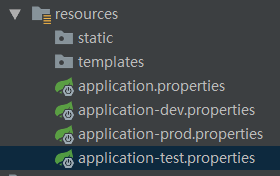 resources
static
templates
application.properties
application-dev.properties
application-prod.properties
application-test.properties